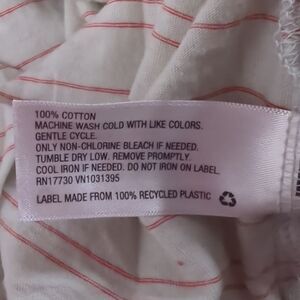 100% COTTON
MACHINE WASH COLD WITH LIKE COLORS.
GENTLE CYCLE.
ONLY NON-CHLORINE BLEACH IF NEEDED.
TUMBLE DRY LOW. REMOVE PROMPTLY.
COOL IRON IF NEEDED. DO NOT IRON ON LABEL.
RN17730 VN1031395
LABEL MADE FROM 100% RECYCLED PLASTIC